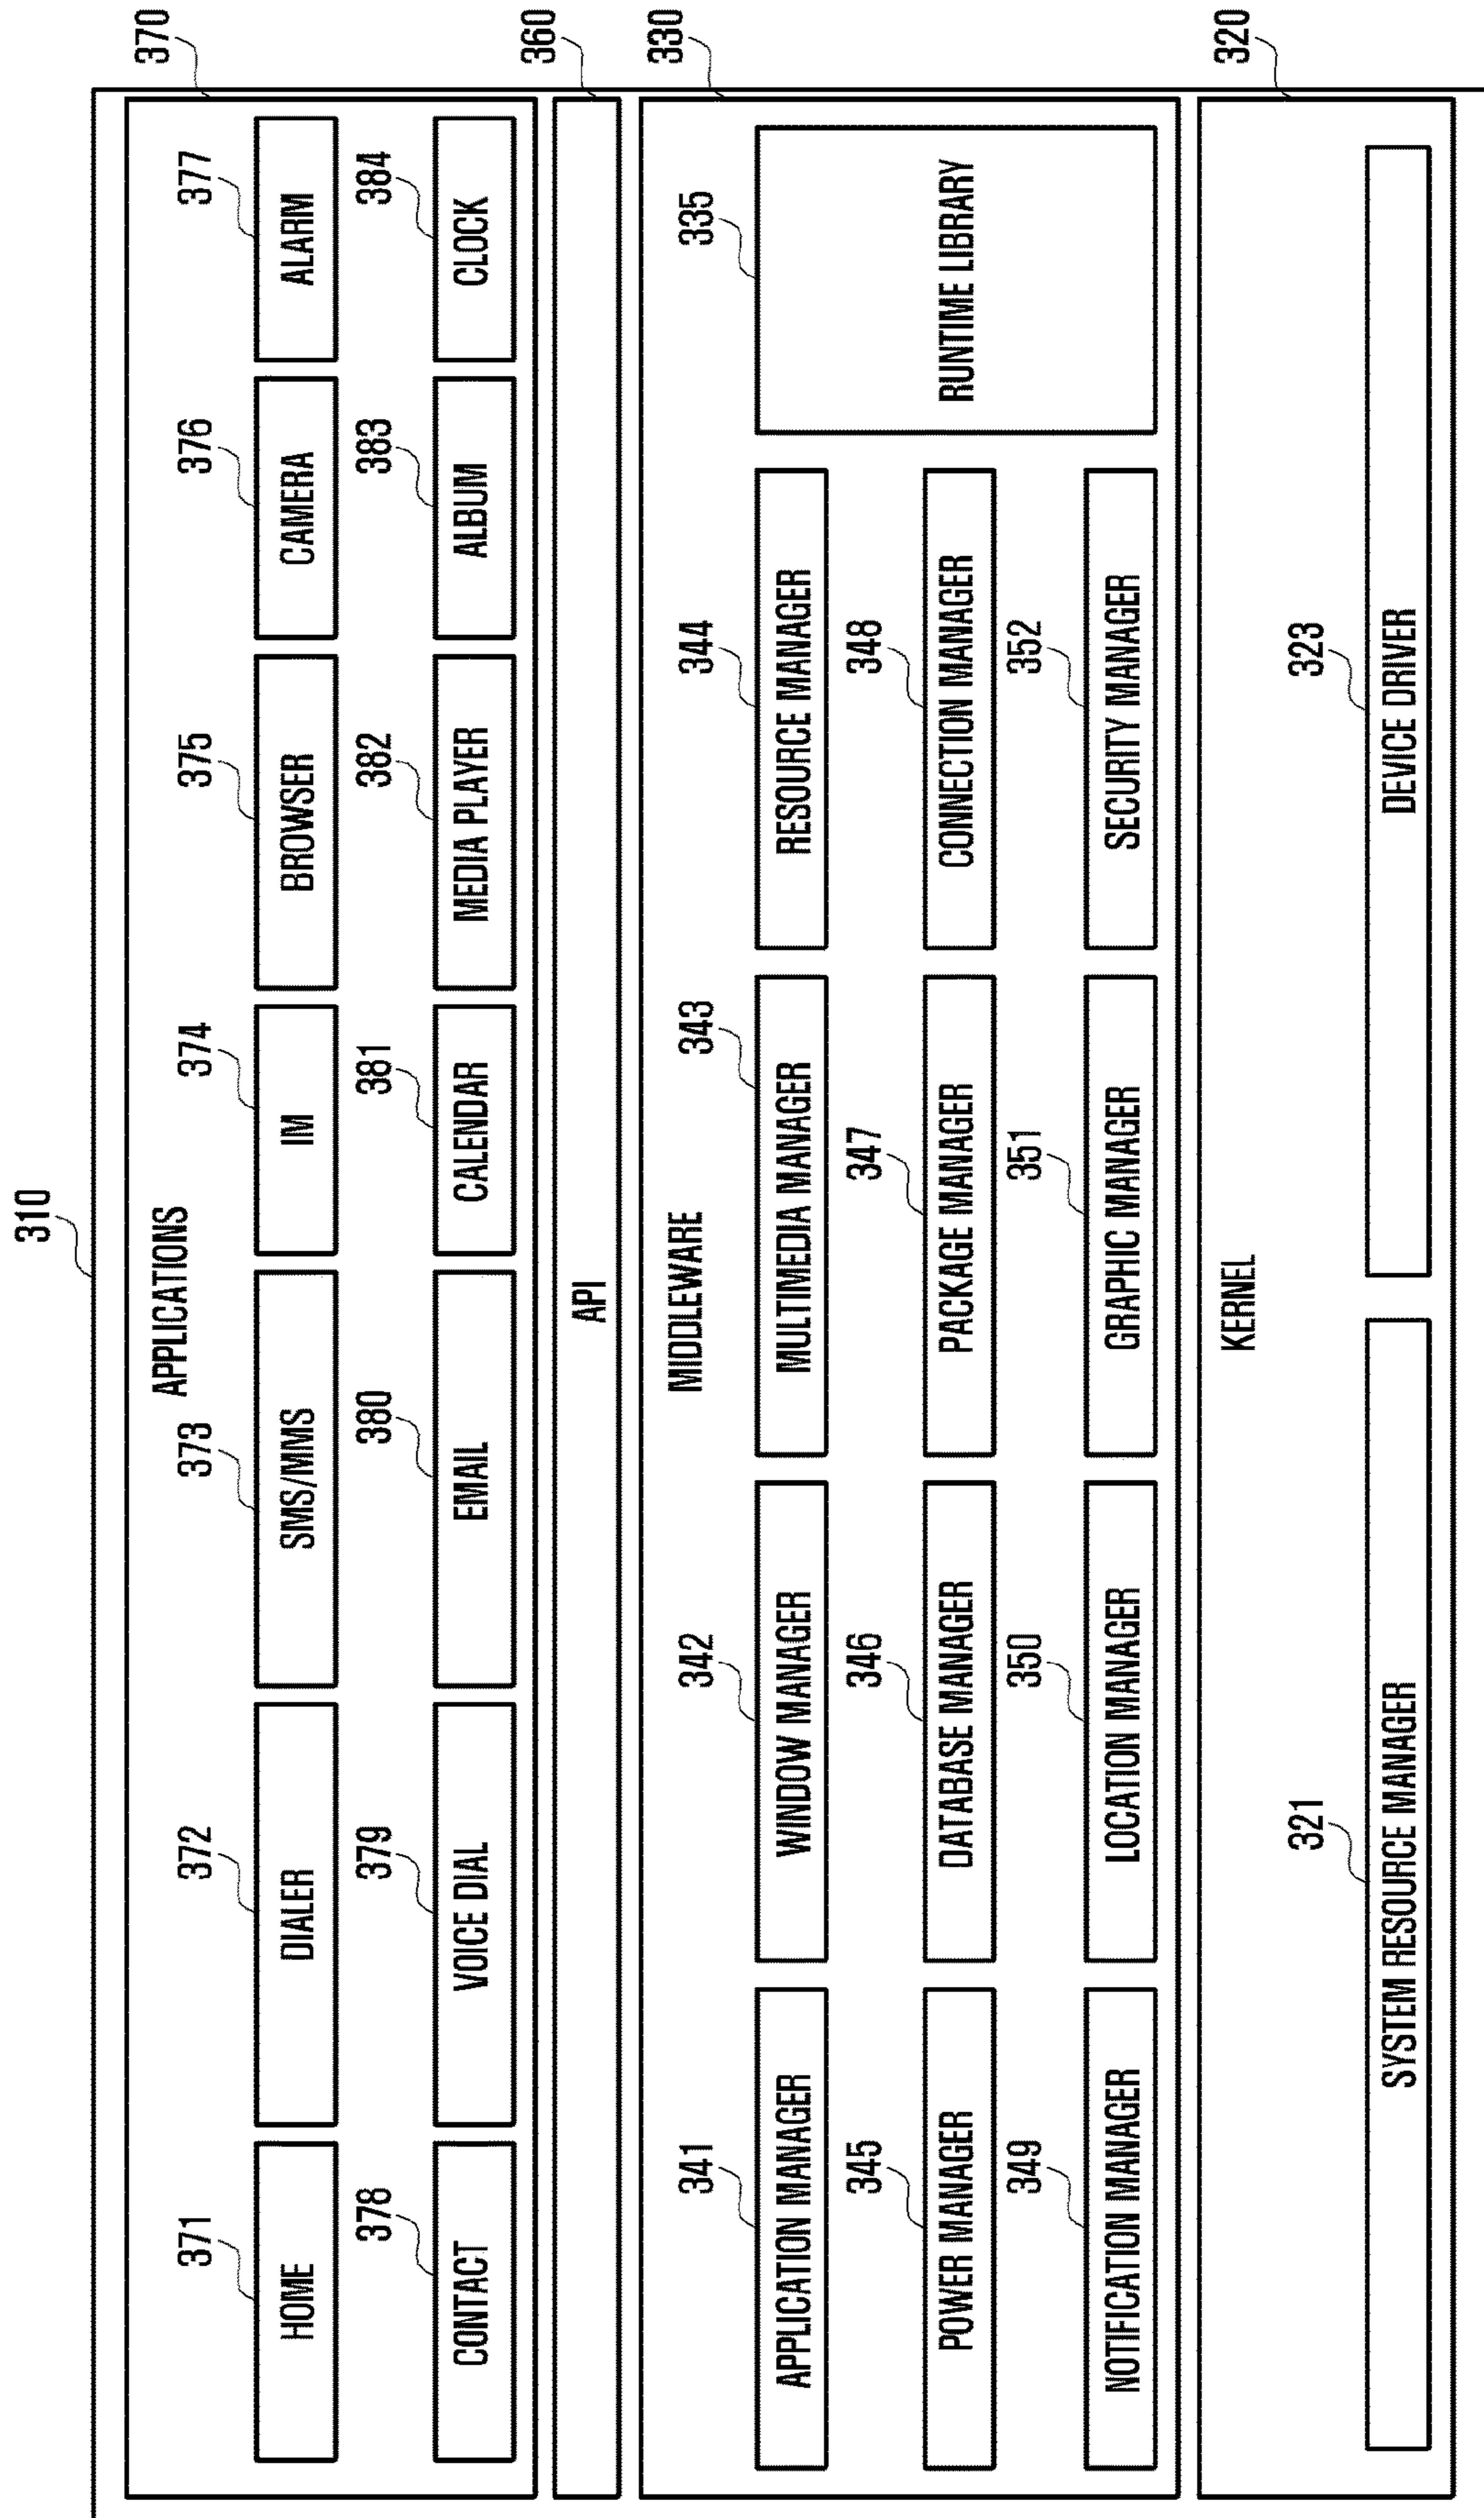 310
APPLICATIONS
370
371 372 373 374 375 376 377
HOME DIALER SMS/MMS IM BROWSER CAMERA ALARM
378 379 380 381 382 383 384
CONTACT VOICE DIAL EMAIL CALENDAR MEDIA PLAYER ALBUM CLOCK
360
API
330
MIDDLEWARE
341 342 343 344 335
APPLICATION MANAGER WINDOW MANAGER MULTIMEDIA MANAGER RESOURCE MANAGER
345 346 347 348
POWER MANAGER DATABASE MANAGER PACKAGE MANAGER CONNECTION MANAGER RUNTIME LIBRARY
349 350 351 352
NOTIFICATION MANAGER LOCATION MANAGER GRAPHIC MANAGER SECURITY MANAGER
320
KERNEL
321 323
SYSTEM RESOURCE MANAGER DEVICE DRIVER